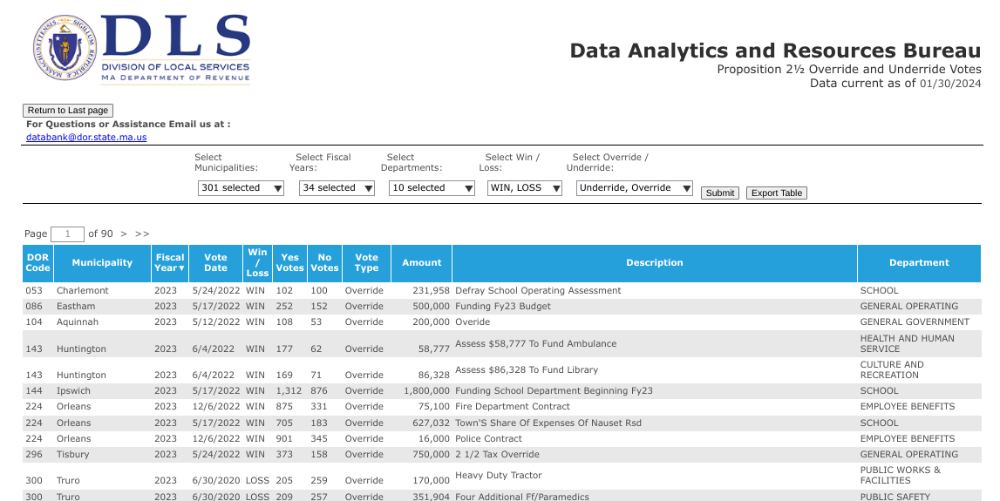 DLS
DIVISION OF LOCAL SERVICES
MA DEPARTMENT OF REVENUE
Data Analytics and Resources Bureau
Proposition 2½ Override and Underride Votes
Data current as of 01/30/2024
Return to Last page
For Questions or Assistance Email us at :
databank@dor.state.ma.us
Select Municipalities: Select Fiscal Years: Select Departments: Select Win / Loss: Select Override / Underride:
301 selected 34 selected 10 selected WIN, LOSS Underride, Override Submit Export Table
Page 1 of 90 > >>
DOR Code Municipality Fiscal Year▼ Vote Date Win / Loss Yes Votes No Votes Vote Type Amount Description Department
053 Charlemont 2023 5/24/2022 WIN 102 100 Override 231,958 Defray School Operating Assessment SCHOOL
086 Eastham 2023 5/17/2022 WIN 252 152 Override 500,000 Funding Fy23 Budget GENERAL OPERATING
104 Aquinnah 2023 5/12/2022 WIN 108 53 Override 200,000 Overide GENERAL GOVERNMENT
143 Huntington 2023 6/4/2022 WIN 177 62 Override 58,777 Assess $58,777 To Fund Ambulance HEALTH AND HUMAN SERVICE
143 Huntington 2023 6/4/2022 WIN 169 71 Override 86,328 Assess $86,328 To Fund Library CULTURE AND RECREATION
144 Ipswich 2023 5/17/2022 WIN 1,312 876 Override 1,800,000 Funding School Department Beginning Fy23 SCHOOL
224 Orleans 2023 12/6/2022 WIN 875 331 Override 75,100 Fire Department Contract EMPLOYEE BENEFITS
224 Orleans 2023 5/17/2022 WIN 705 183 Override 627,032 Town'S Share Of Expenses Of Nauset Rsd SCHOOL
224 Orleans 2023 12/6/2022 WIN 901 345 Override 16,000 Police Contract EMPLOYEE BENEFITS
296 Tisbury 2023 5/24/2022 WIN 373 158 Override 750,000 2 1/2 Tax Override GENERAL OPERATING
300 Truro 2023 6/30/2020 LOSS 205 259 Override 170,000 Heavy Duty Tractor PUBLIC WORKS & FACILITIES
300 Truro 2023 6/30/2020 LOSS 209 257 Override 351,904 Four Additional Ff/Paramedics PUBLIC SAFETY